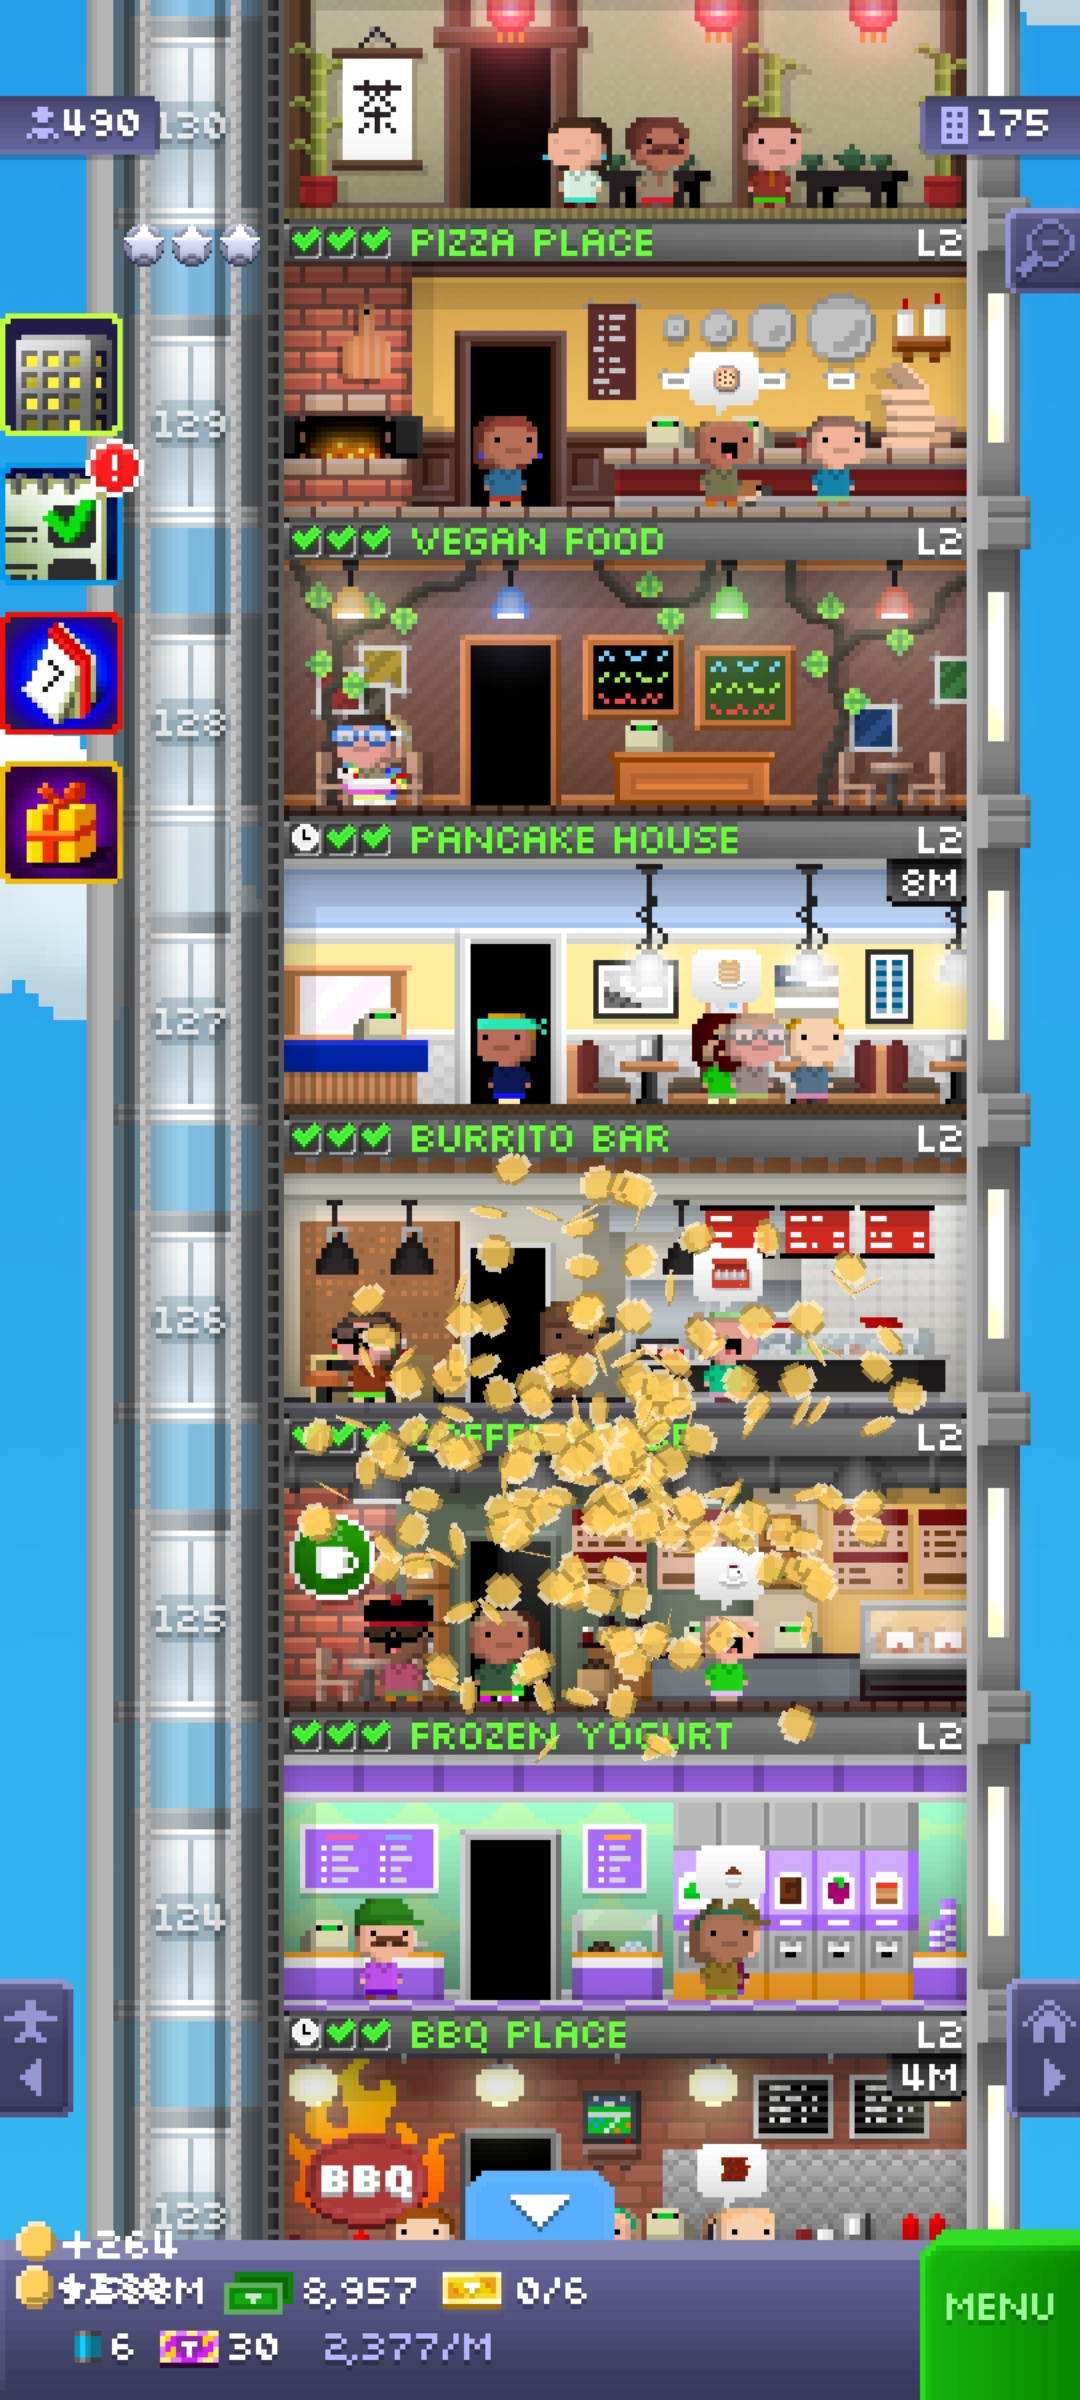 茶
490
130
175
PIZZA PLACE L2
129
VEGAN FOOD L2
128
PANCAKE HOUSE L2
8M
127
BURRITO BAR L2
126
L2
125
FROZEN YOGURT L2
124
BBQ PLACE L2
4M
BBQ
123
+264
8,957 0/6
MENU
6 T 30 2,377/M